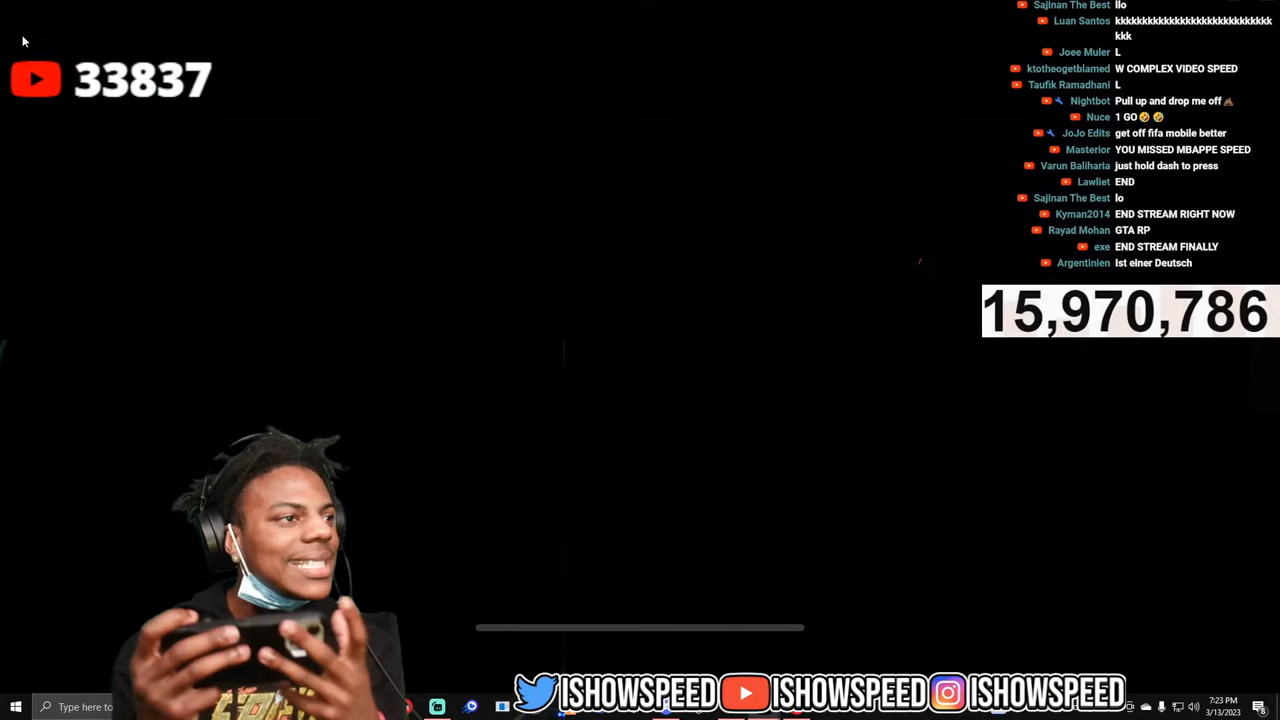 33837
Sajinan The Best llo
Luan Santos kkkkkkkkkkkkkkkkkkkkkkkkkkkk
kkk
Joee Muler L
ktotheogetblamed W COMPLEX VIDEO SPEED
Taufik Ramadhani L
Nightbot Pull up and drop me off💩
Nuce 1 GO🤣🤣
JoJo Edits get off fifa mobile better
Masterior YOU MISSED MBAPPE SPEED
Varun Baliharia just hold dash to press
Lawliet END
Sajinan The Best lo
Kyman2014 END STREAM RIGHT NOW
Rayad Mohan GTA RP
exe END STREAM FINALLY
Argentinien Ist einer Deutsch
15,970,786
ISHOWSPEED ISHOWSPEED ISHOWSPEED
Type here to
7:23 PM
3/13/2023